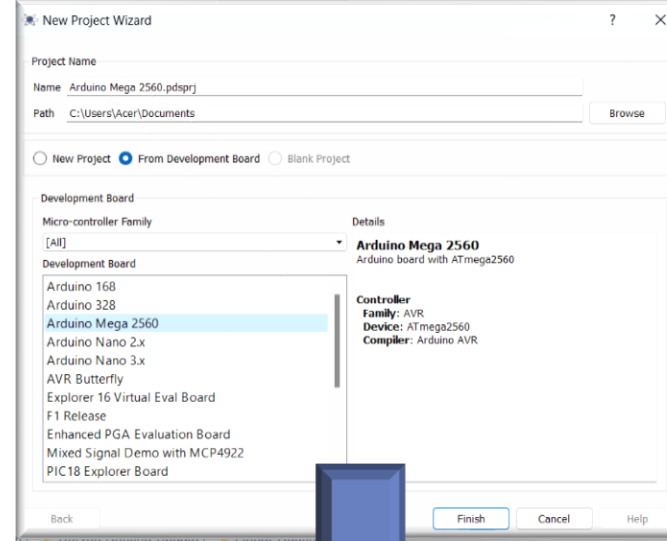 New Project Wizard ? ×
Project Name
Name Arduino Mega 2560.pdsprj
Path C:\Users\Acer\Documents Browse
New Project From Development Board Blank Project
Development Board
Micro-controller Family
[All]
Development Board
Arduino 168
Arduino 328
Arduino Mega 2560
Arduino Nano 2.x
Arduino Nano 3.x
AVR Butterfly
Explorer 16 Virtual Eval Board
F1 Release
Enhanced PGA Evaluation Board
Mixed Signal Demo with MCP4922
PIC18 Explorer Board
Details
Arduino Mega 2560
Arduino board with ATmega2560
Controller
Family: AVR
Device: ATmega2560
Compiler: Arduino AVR
Back Finish Cancel Help